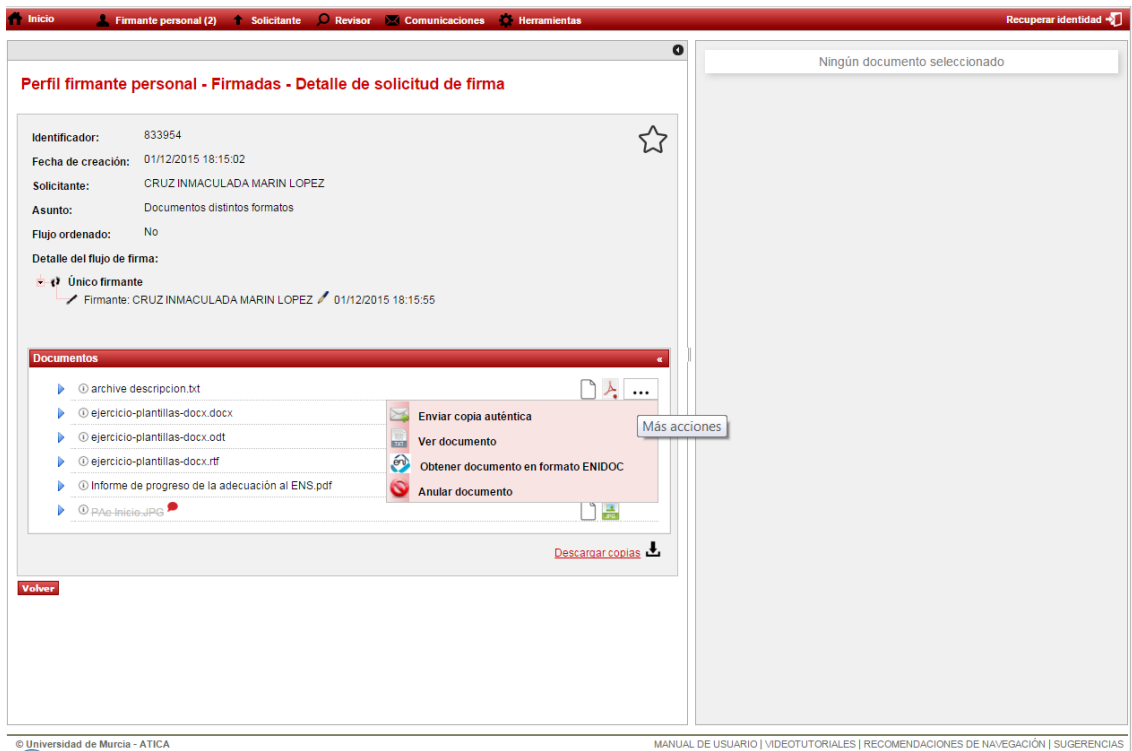 Inicio Firmante personal (2) Solicitante Revisor Comunicaciones Herramientas Recuperar identidad
Perfil firmante personal - Firmadas - Detalle de solicitud de firma
Identificador: 833954
Fecha de creación: 01/12/2015 18:15:02
Solicitante: CRUZ INMACULADA MARIN LOPEZ
Asunto: Documentos distintos formatos
Flujo ordenado: No
Detalle del flujo de firma:
Único firmante
Firmante: CRUZ INMACULADA MARIN LOPEZ 01/12/2015 18:15:55
Documentos
archive descripcion.txt
ejercicio-plantillas-docx.docx
ejercicio-plantillas-docx.odt
ejercicio-plantillas-docx.rtf
Informe de progreso de la adecuación al ENS.pdf
PAe Inicio.JPG
Enviar copia auténtica
Ver documento
Obtener documento en formato ENIDOC
Anular documento
Más acciones
Descargar copias
Volver
Ningún documento seleccionado
© Universidad de Murcia - ATICA
MANUAL DE USUARIO | VIDEOTUTORIALES | RECOMENDACIONES DE NAVEGACIÓN | SUGERENCIAS